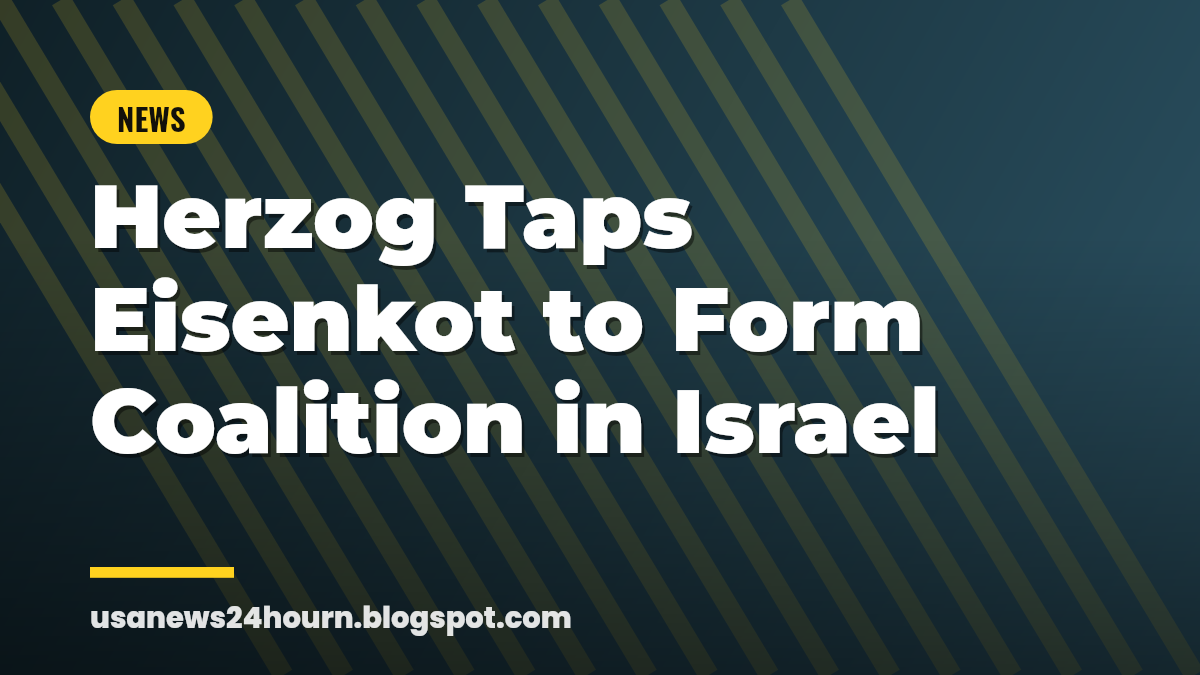 NEWS
Herzog Taps
Eisenkot to Form
Coalition in Israel
usanews24hourn.blogspot.com